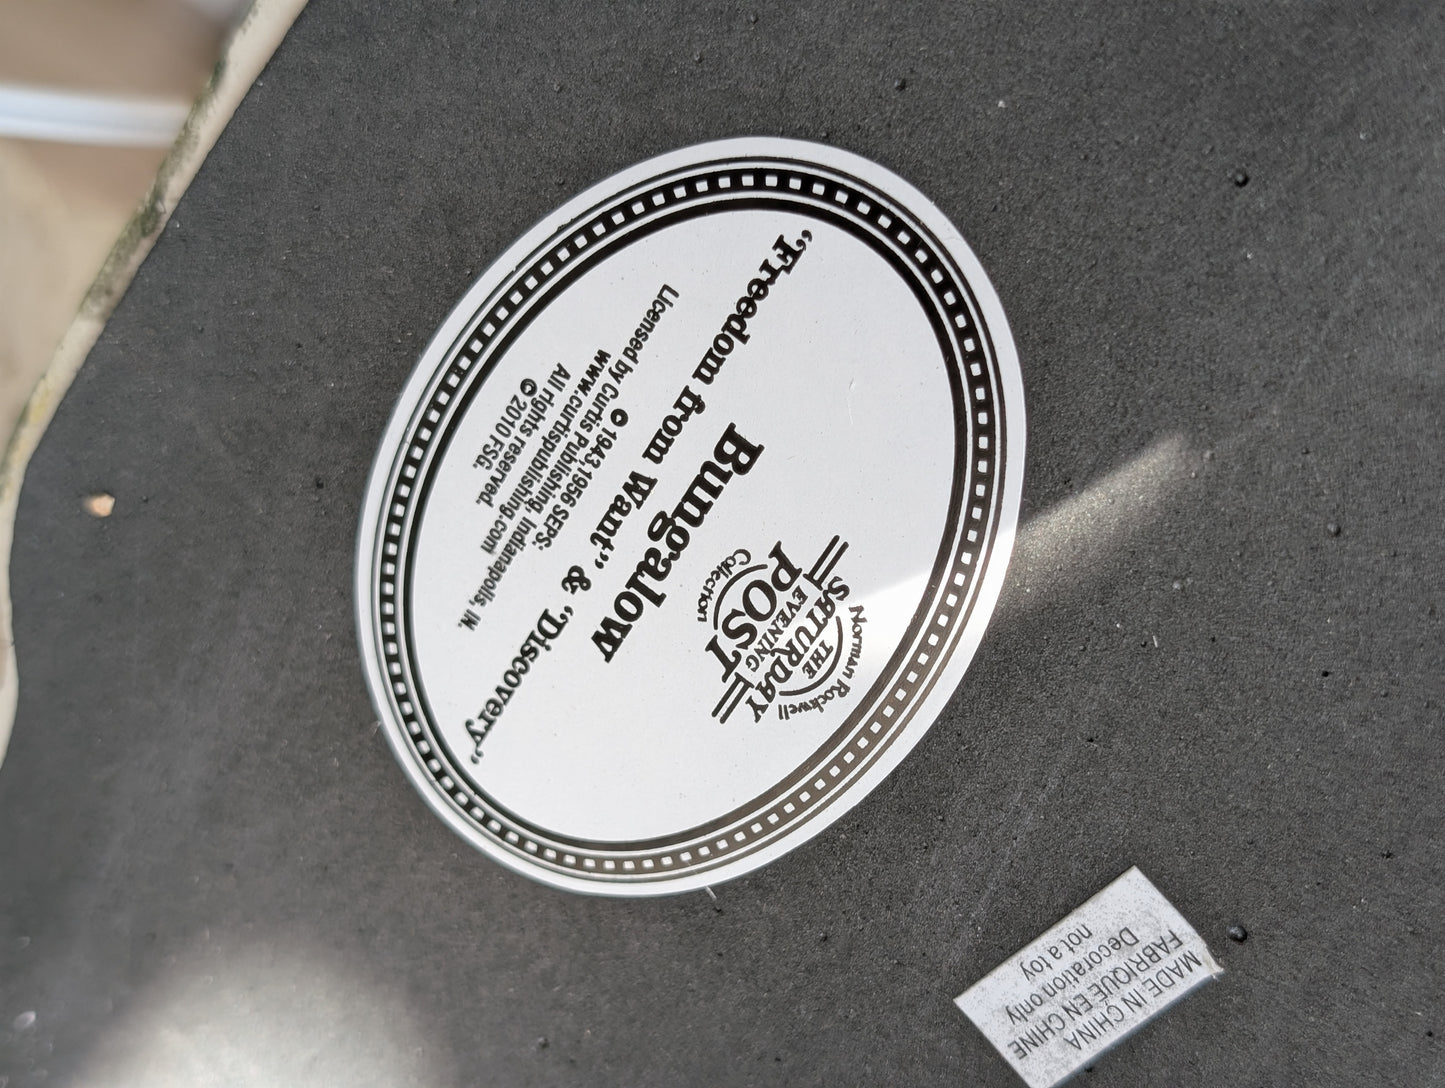 Norman Rockwell
THE
SATURDAY
EVENING
POST
Collection
Bungalow
"Freedom from Want" & "Discovery"
© 1943 1956 SEPS:
Licensed by Curtis Publishing, Indianapolis, IN.
www.curtispublishing.com
All rights reserved.
© 2010 FSG.
MADE IN CHINA
FABRIQUE EN CHINE
Decoration only
not a toy